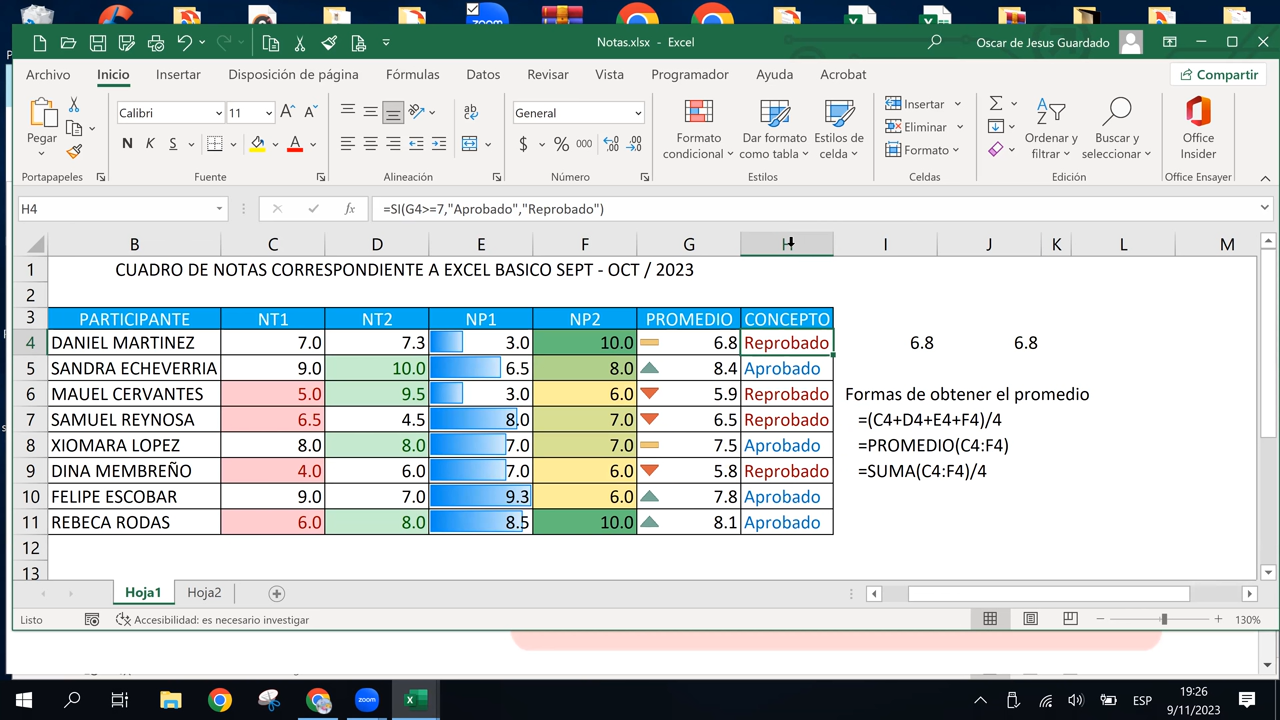 zoom
Notas.xlsx - Excel
Oscar de Jesus Guardado
Archivo Inicio Insertar Disposición de página Fórmulas Datos Revisar Vista Programador Ayuda Acrobat Compartir
Pegar
Calibri 11
N K S
ab
General
$ % 000
Formato condicional
Dar formato como tabla
Estilos de celda
Insertar
Eliminar
Formato
Ordenar y filtrar
Buscar y seleccionar
Office Insider
Portapapeles Fuente Alineación Número Estilos Celdas Edición Office Ensayer
H4 fx =SI(G4>=7,"Aprobado","Reprobado")
B C D E F G H I J K L M
1 CUADRO DE NOTAS CORRESPONDIENTE A EXCEL BASICO SEPT - OCT / 2023
2
3 PARTICIPANTE NT1 NT2 NP1 NP2 PROMEDIO CONCEPTO
4 DANIEL MARTINEZ 7.0 7.3 3.0 10.0 6.8 Reprobado 6.8 6.8
5 SANDRA ECHEVERRIA 9.0 10.0 6.5 8.0 8.4 Aprobado
6 MAUEL CERVANTES 5.0 9.5 3.0 6.0 5.9 Reprobado Formas de obtener el promedio
7 SAMUEL REYNOSA 6.5 4.5 8.0 7.0 6.5 Reprobado =(C4+D4+E4+F4)/4
8 XIOMARA LOPEZ 8.0 8.0 7.0 7.0 7.5 Aprobado =PROMEDIO(C4:F4)
9 DINA MEMBREÑO 4.0 6.0 7.0 6.0 5.8 Reprobado =SUMA(C4:F4)/4
10 FELIPE ESCOBAR 9.0 7.0 9.3 6.0 7.8 Aprobado
11 REBECA RODAS 6.0 8.0 8.5 10.0 8.1 Aprobado
12
13
Hoja1 Hoja2
Listo Accesibilidad: es necesario investigar 130%
zoom
ESP
19:26
9/11/2023